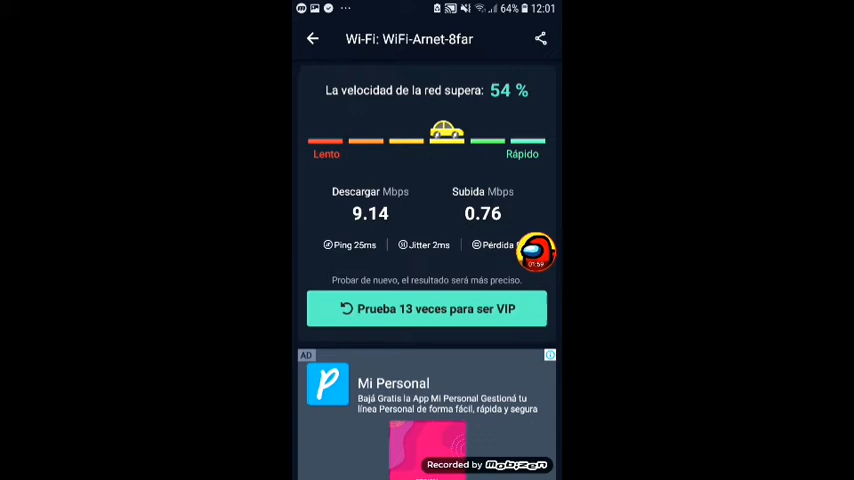 64% 12:01
Wi-Fi: WiFi-Arnet-8far
La velocidad de la red supera: 54 %
Lento Rápido
Descargar Mbps Subida Mbps
9.14 0.76
Ping 25ms Jitter 2ms Pérdida
01:59
Probar de nuevo, el resultado será más preciso.
Prueba 13 veces para ser VIP
AD
Mi Personal
Bajá Gratis la App Mi Personal Gestioná tu
línea Personal de forma fácil, rápida y segura
Recorded by mobizen